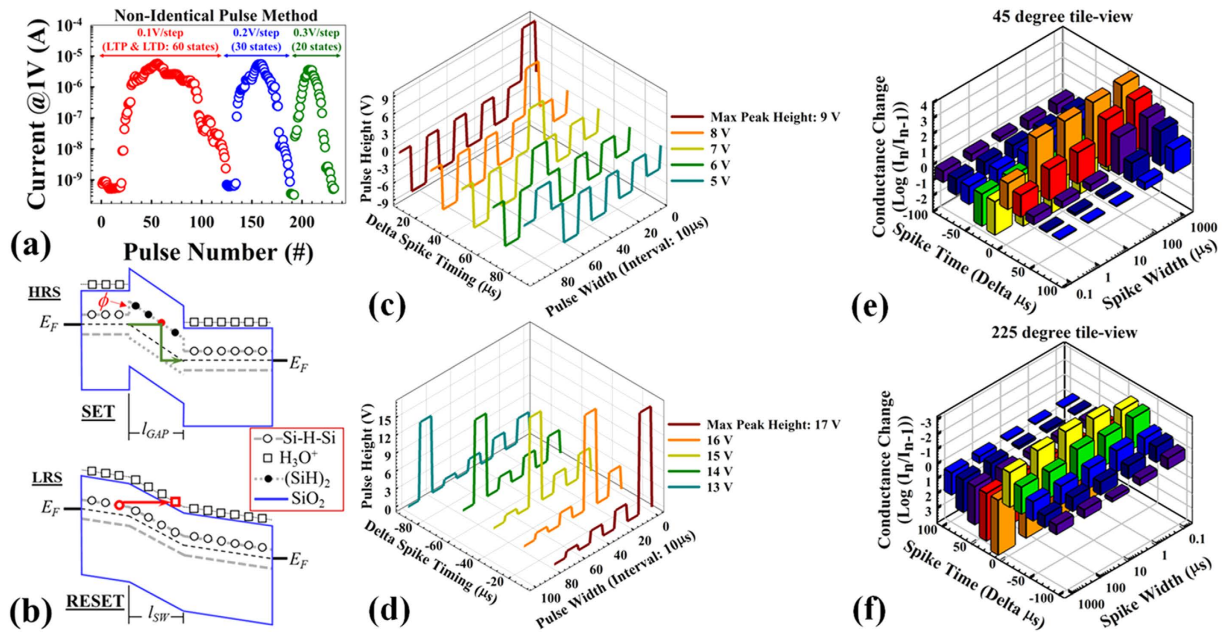 Non-Identical Pulse Method
0.1V/step
(LTP & LTD: 60 states)
0.2V/step
(30 states)
0.3V/step
(20 states)
Current @1V (A)
10⁻⁴
10⁻⁵
10⁻⁶
10⁻⁷
10⁻⁸
10⁻⁹
0 50 100 150 200
Pulse Number (#)
(a)
HRS
ϕ
E_F
E_F
SET
l_GAP
Si-H-Si
H₃O⁺
(SiH)₂
SiO₂
LRS
E_F
E_F
RESET
l_SW
(b)
Pulse Height (V)
9
6
3
0
-3
-6
-9
20
40
60
80
Delta Spike Timing (μs)
0
20
40
60
80
Pulse Width (Interval: 10μs)
Max Peak Height: 9 V
8 V
7 V
6 V
5 V
(c)
Pulse Height (V)
15
12
9
6
3
0
-80
-60
-40
-20
Delta Spike Timing (μs)
0
20
40
60
80
100
Pulse Width (Interval: 10μs)
Max Peak Height: 17 V
16 V
15 V
14 V
13 V
(d)
45 degree tile-view
Conductance Change
(Log (Iₙ/Iₙ₋₁))
4
3
2
1
0
-1
-2
-100
-50
0
50
100
Spike Time (Delta μs)
0.1
1
10
100
1000
Spike Width (μs)
(e)
225 degree tile-view
Conductance Change
(Log (Iₙ/Iₙ₋₁))
-3
-2
-1
0
1
2
3
100
50
0
-50
-100
Spike Time (Delta μs)
1000
100
10
1
0.1
Spike Width (μs)
(f)